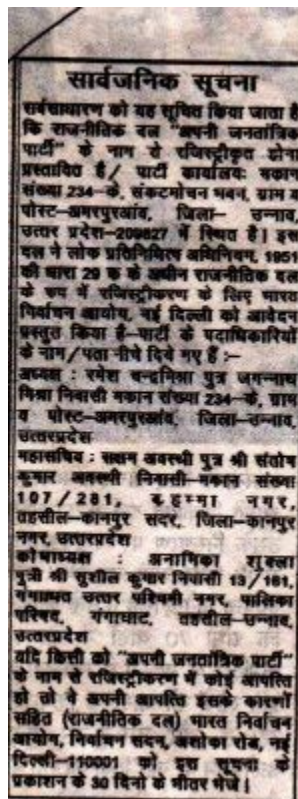 सार्वजनिक सूचना
सर्वसाधारण को यह सूचित किया जाता है
कि राजनीतिक दल "अपनी जनतांत्रिक
पार्टी" के नाम से रजिस्ट्रीकृत होना
प्रस्तावित है/ पार्टी कार्यालयः मकान
संख्या 234-के, संकटमोचन भवन, ग्राम व
पोस्ट-अमरपुरआंव, जिला- उन्नाव,
उत्तर प्रदेश-209827 में स्थित है। इस
दल ने लोक प्रतिनिधित्व अधिनियम, 1951
की धारा 29 क के अधीन राजनीतिक दल
के रूप में रजिस्ट्रीकरण के लिए भारत
निर्वाचन आयोग, नई दिल्ली को आवेदन
प्रस्तुत किया है-पार्टी के पदाधिकारियों
के नाम/पता नीचे दिये गए हैं :-
अध्यक्ष : रमेश चन्द्रमिश्रा पुत्र जगन्नाथ
मिश्रा निवासी मकान संख्या 234-के, ग्राम
व पोस्ट-अमरपुरआंव, जिला-उन्नाव,
उत्तरप्रदेश
महासचिव : सक्षम अवस्थी पुत्र श्री संतोष
कुमार अवस्थी निवासी-मकान संख्या
107/281, ब्रहम्मा नगर,
तहसील-कानपुर सदर, जिला-कानपुर
नगर, उत्तरप्रदेश
कोषाध्यक्ष : अनामिका शुक्ला
पुत्री श्री सुशील कुमार निवासी 13/161,
गंगाघाट उत्तर पश्चिमी नगर, पालिका
परिषद, गंगाघाट, तहसील-उन्नाव,
उत्तरप्रदेश
यदि किसी को "अपनी जनतांत्रिक पार्टी"
के नाम से रजिस्ट्रीकरण में कोई आपत्ति
हो तो वे अपनी आपत्ति इसके कारणों
सहित (राजनीतिक दल) भारत निर्वाचन
आयोग, निर्वाचन सदन, अशोका रोड, नई
दिल्ली-110001 को इस सूचना के
प्रकाशन के 30 दिनो के भीतर भेजे।